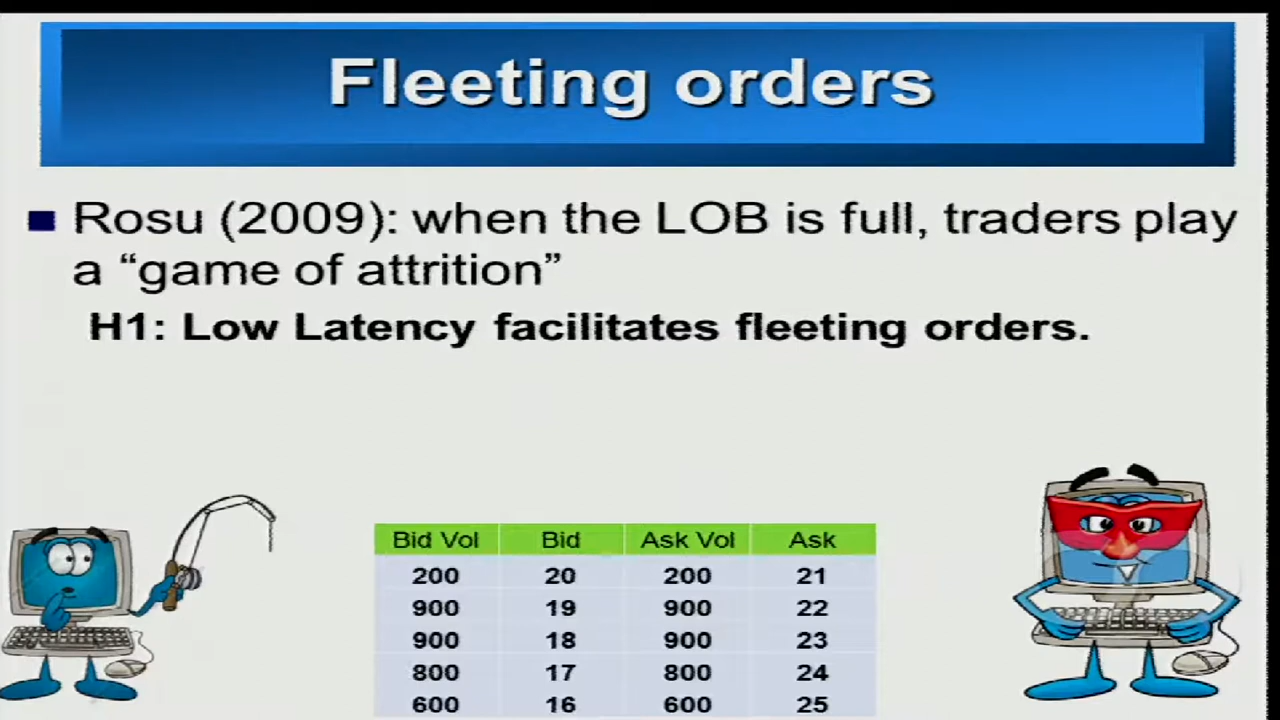 Fleeting orders
Rosu (2009): when the LOB is full, traders play
a “game of attrition”
H1: Low Latency facilitates fleeting orders.
Bid Vol Bid Ask Vol Ask
200 20 200 21
900 19 900 22
900 18 900 23
800 17 800 24
600 16 600 25